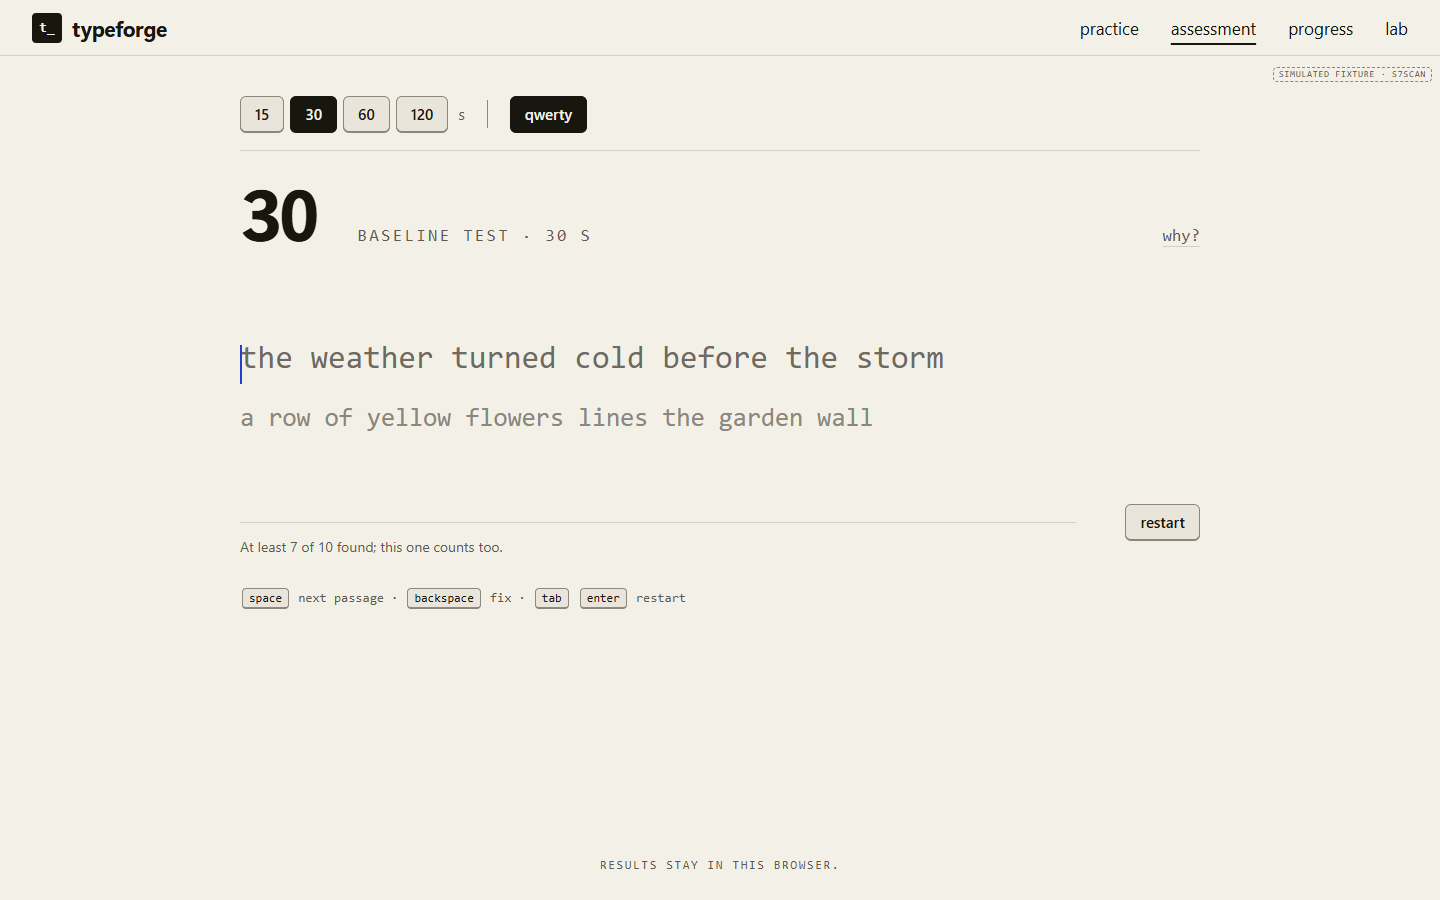 t_ typeforge practice assessment progress lab
SIMULATED FIXTURE · S7SCAN
15 30 60 120 s qwerty
30 BASELINE TEST · 30 S why?
the weather turned cold before the storm
a row of yellow flowers lines the garden wall
restart
At least 7 of 10 found; this one counts too.
space next passage · backspace fix · tab enter restart
RESULTS STAY IN THIS BROWSER.